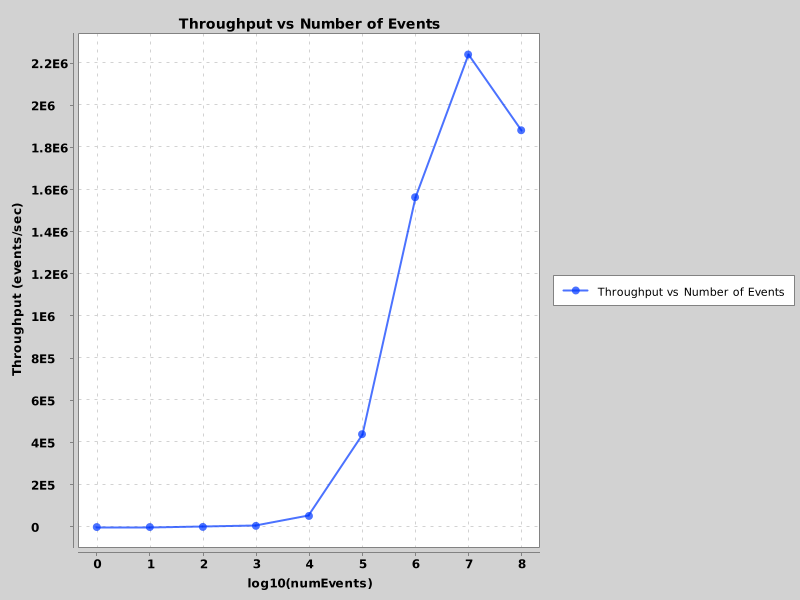 Throughput vs Number of Events
Throughput (events/sec)
2.2E6
2E6
1.8E6
1.6E6
1.4E6
1.2E6
1E6
8E5
6E5
4E5
2E5
0
0 1 2 3 4 5 6 7 8
log10(numEvents)
Throughput vs Number of Events